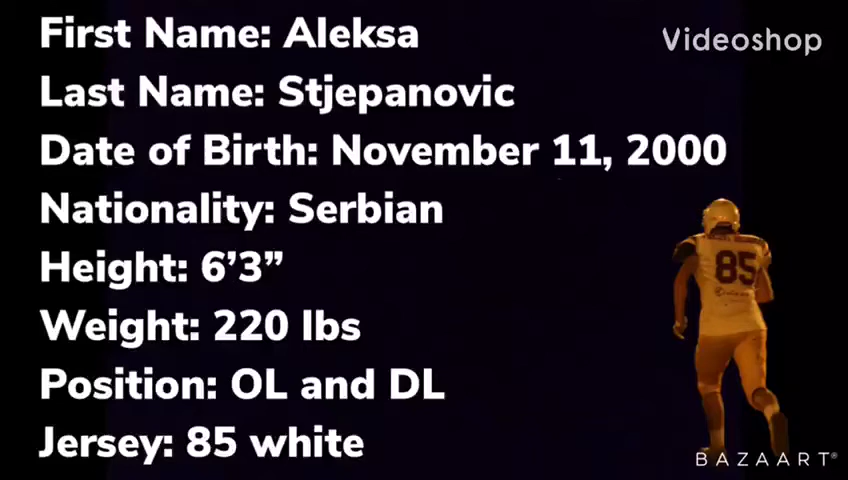 First Name: Aleksa
Videoshop
Last Name: Stjepanovic
Date of Birth: November 11, 2000
Nationality: Serbian
Height: 6’3”
Weight: 220 lbs
Position: OL and DL
Jersey: 85 white
85
BAZAART®